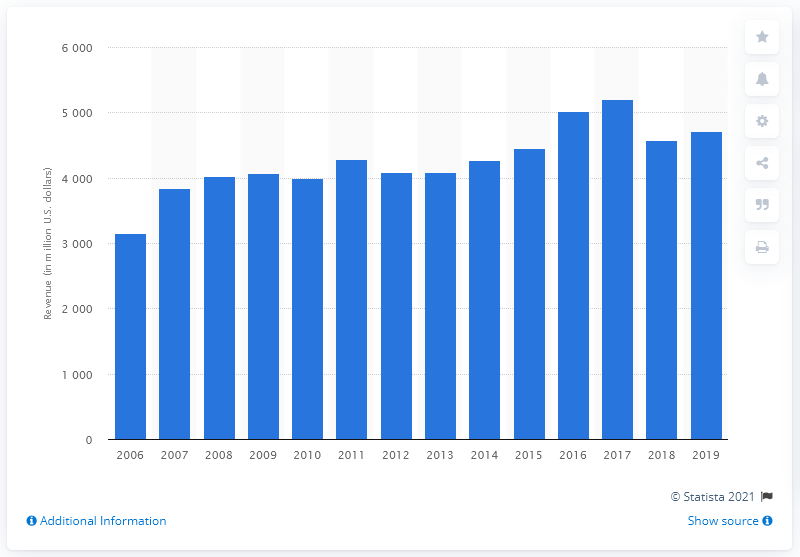 6 000
5 000
4 000
3 000
2 000
1 000
0
Revenue (in million U.S. dollars)
2006 2007 2008 2009 2010 2011 2012 2013 2014 2015 2016 2017 2018 2019
© Statista 2021
Additional Information
Show source